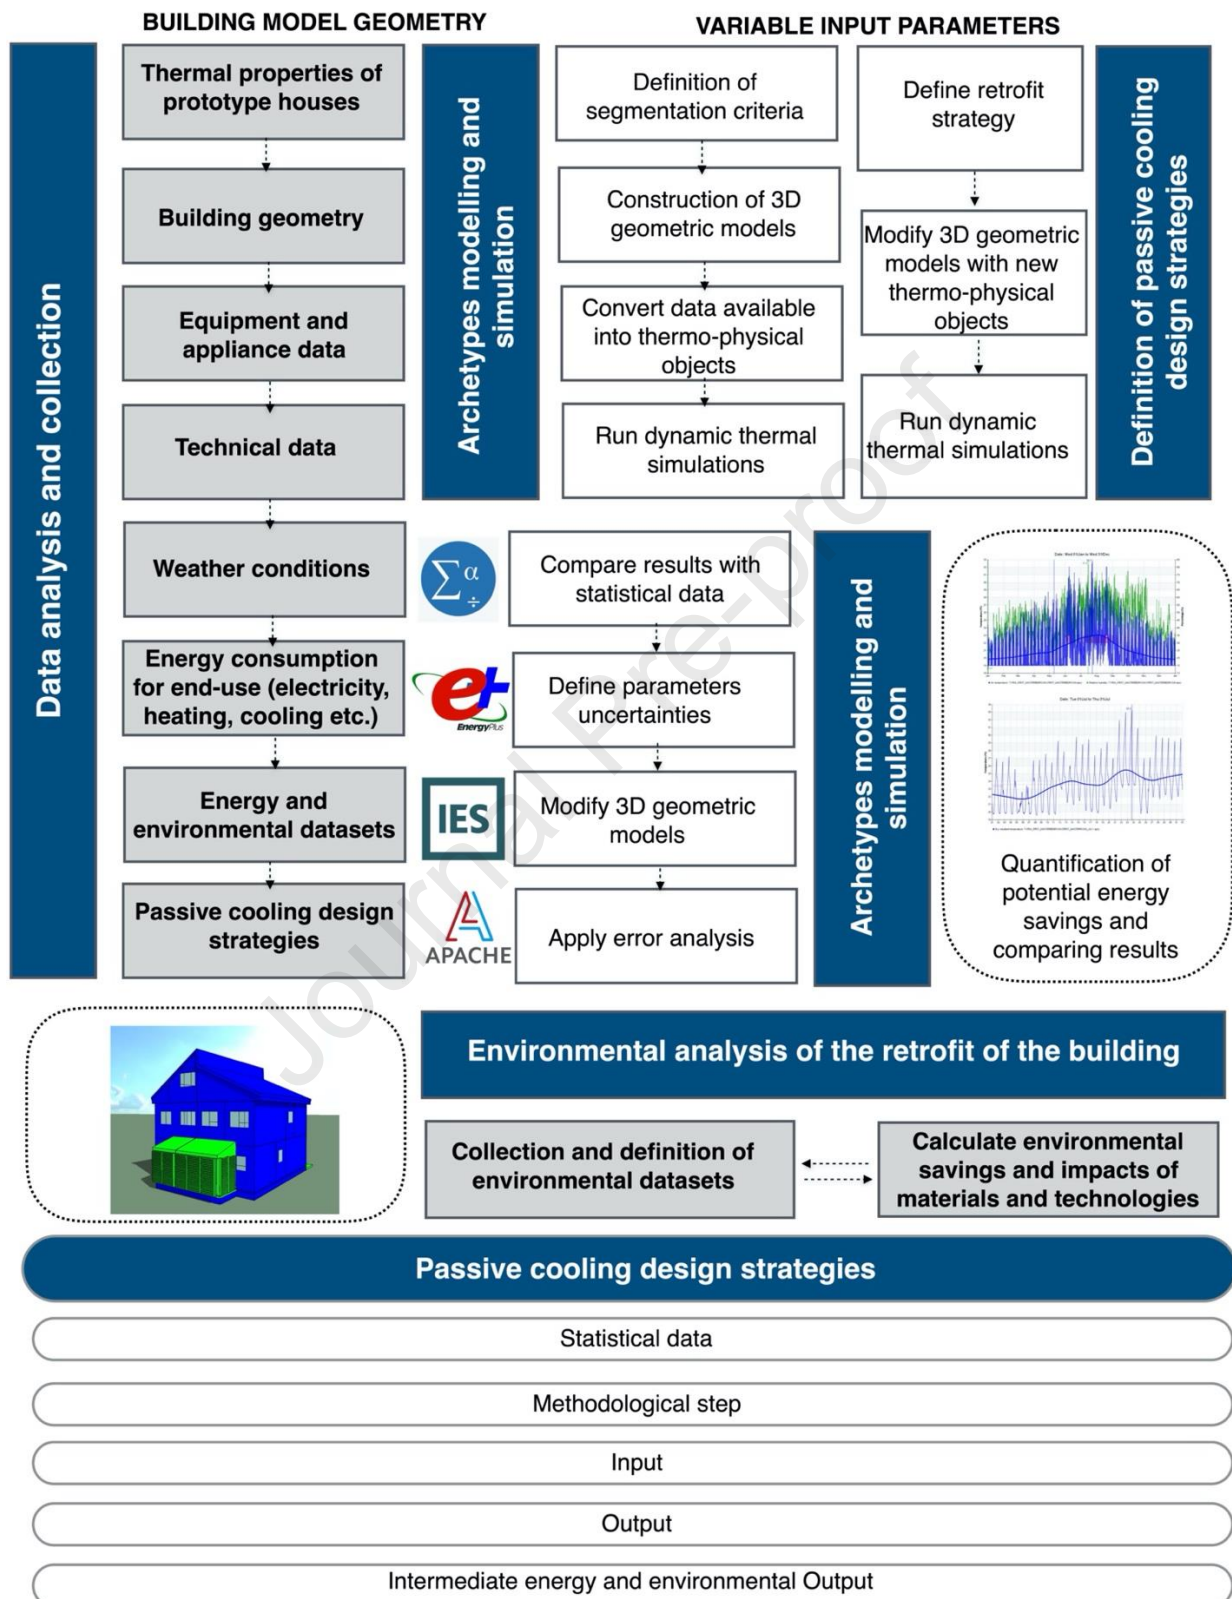 BUILDING MODEL GEOMETRY
VARIABLE INPUT PARAMETERS
Data analysis and collection
Thermal properties of
prototype houses
Building geometry
Equipment and
appliance data
Technical data
Weather conditions
Energy consumption
for end-use (electricity,
heating, cooling etc.)
Energy and
environmental datasets
Passive cooling design
strategies
Archetypes modelling and
simulation
Definition of
segmentation criteria
Construction of 3D
geometric models
Convert data available
into thermo-physical
objects
Run dynamic thermal
simulations
Define retrofit
strategy
Modify 3D geometric
models with new
thermo-physical
objects
Run dynamic
thermal simulations
Definition of passive cooling
design strategies
Σ α ÷
e+
EnergyPlus
IES
APACHE
Compare results with
statistical data
Define parameters
uncertainties
Modify 3D geometric
models
Apply error analysis
Archetypes modelling and
simulation
Quantification of
potential energy
savings and
comparing results
Journal Pre-proof
Environmental analysis of the retrofit of the building
Collection and definition of
environmental datasets
Calculate environmental
savings and impacts of
materials and technologies
Passive cooling design strategies
Statistical data
Methodological step
Input
Output
Intermediate energy and environmental Output